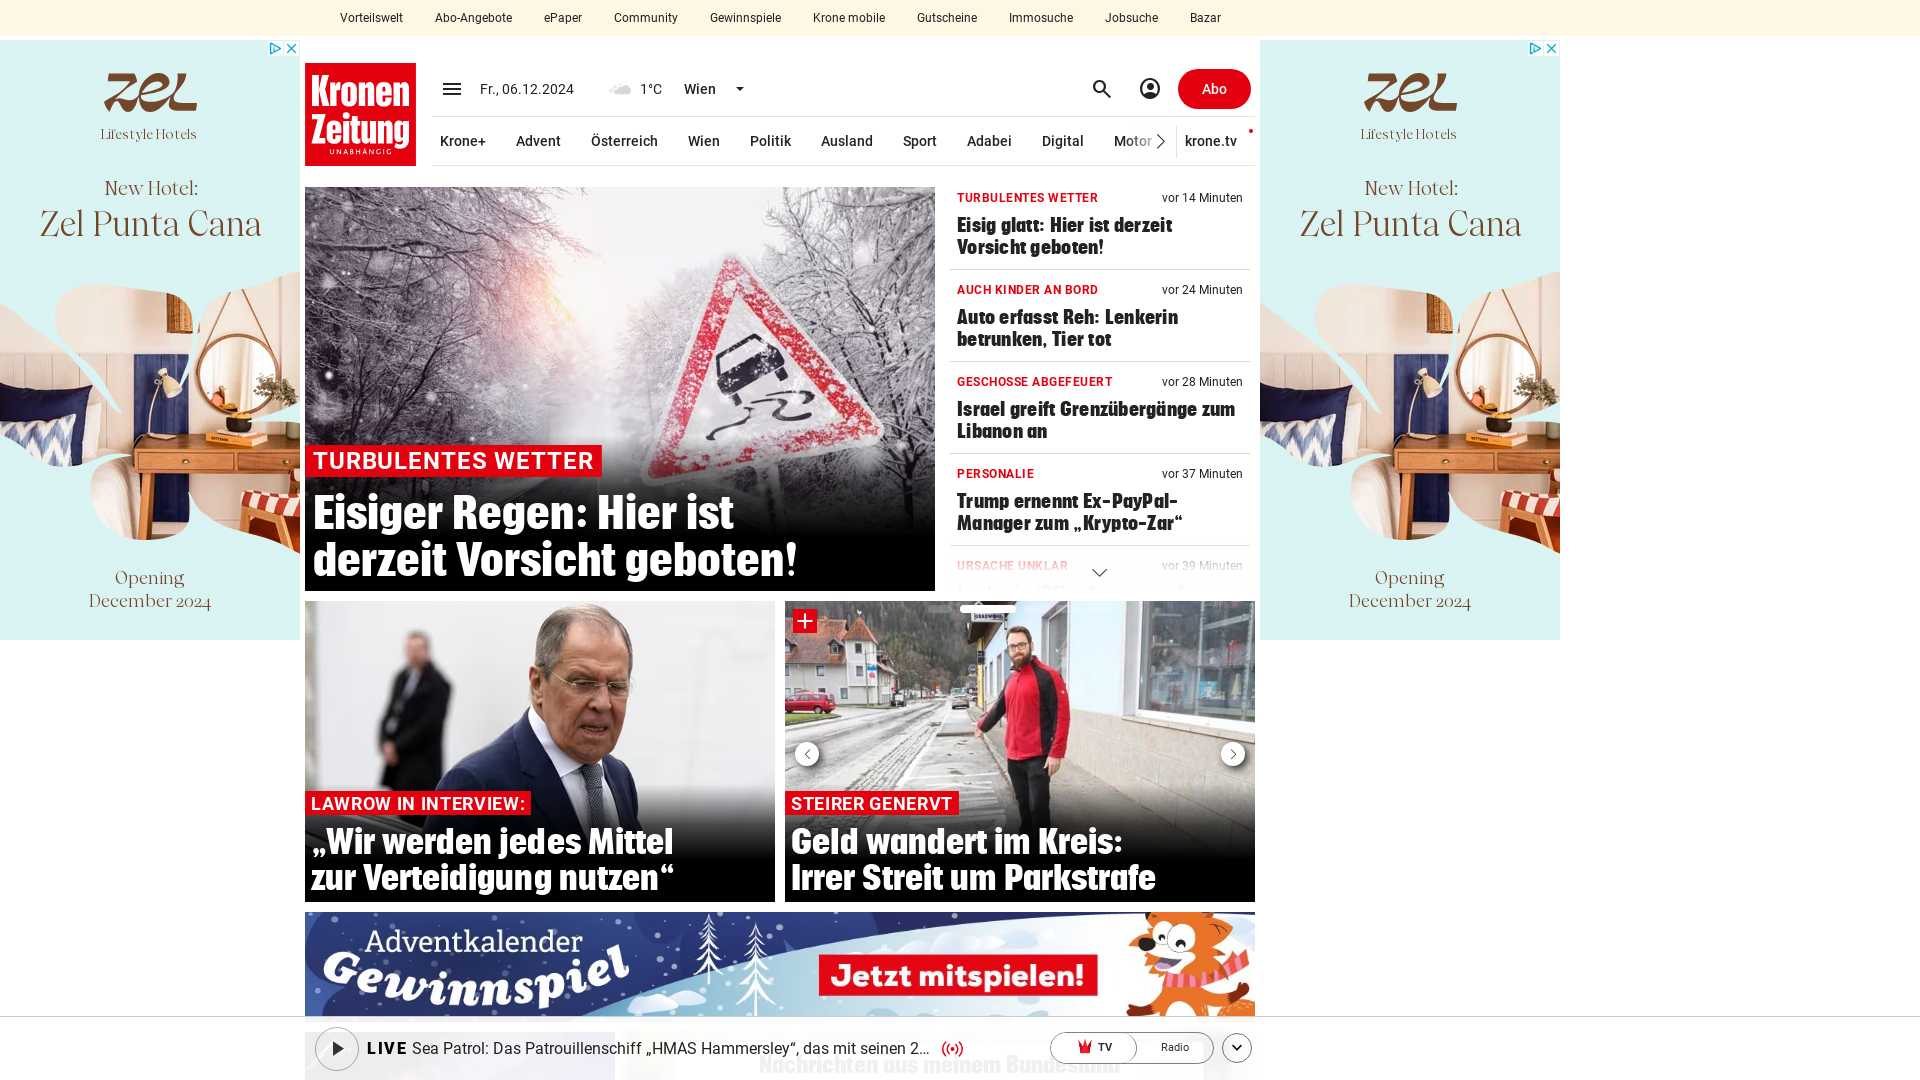 Vorteilswelt
Abo-Angebote
ePaper
Community
Gewinnspiele
Krone mobile
Gutscheine
Immosuche
Jobsuche
Bazar
zel
Lifestyle Hotels
New Hotel:
Zel Punta Cana
Opening
December 2024
Kronen
Zeitung
UNABHÄNGIG
Fr., 06.12.2024
1°C
Wien
Abo
Krone+
Advent
Österreich
Wien
Politik
Ausland
Sport
Adabei
Digital
Motor
krone.tv
TURBULENTES WETTER
Eisiger Regen: Hier ist
derzeit Vorsicht geboten!
TURBULENTES WETTER
vor 14 Minuten
Eisig glatt: Hier ist derzeit
Vorsicht geboten!
AUCH KINDER AN BORD
vor 24 Minuten
Auto erfasst Reh: Lenkerin
betrunken, Tier tot
GESCHOSSE ABGEFEUERT
vor 28 Minuten
Israel greift Grenzübergänge zum
Libanon an
PERSONALIE
vor 37 Minuten
Trump ernennt Ex-PayPal-
Manager zum „Krypto-Zar“
URSACHE UNKLAR
vor 39 Minuten
zel
Lifestyle Hotels
New Hotel:
Zel Punta Cana
Opening
December 2024
LAWROW IN INTERVIEW:
„Wir werden jedes Mittel
zur Verteidigung nutzen“
STEIRER GENERVT
Geld wandert im Kreis:
Irrer Streit um Parkstrafe
Adventkalender
Gewinnspiel
Jetzt mitspielen!
LIVE Sea Patrol: Das Patrouillenschiff „HMAS Hammersley“, das mit seinen 2...
TV
Radio
Nachrichten aus meinem Bundesland